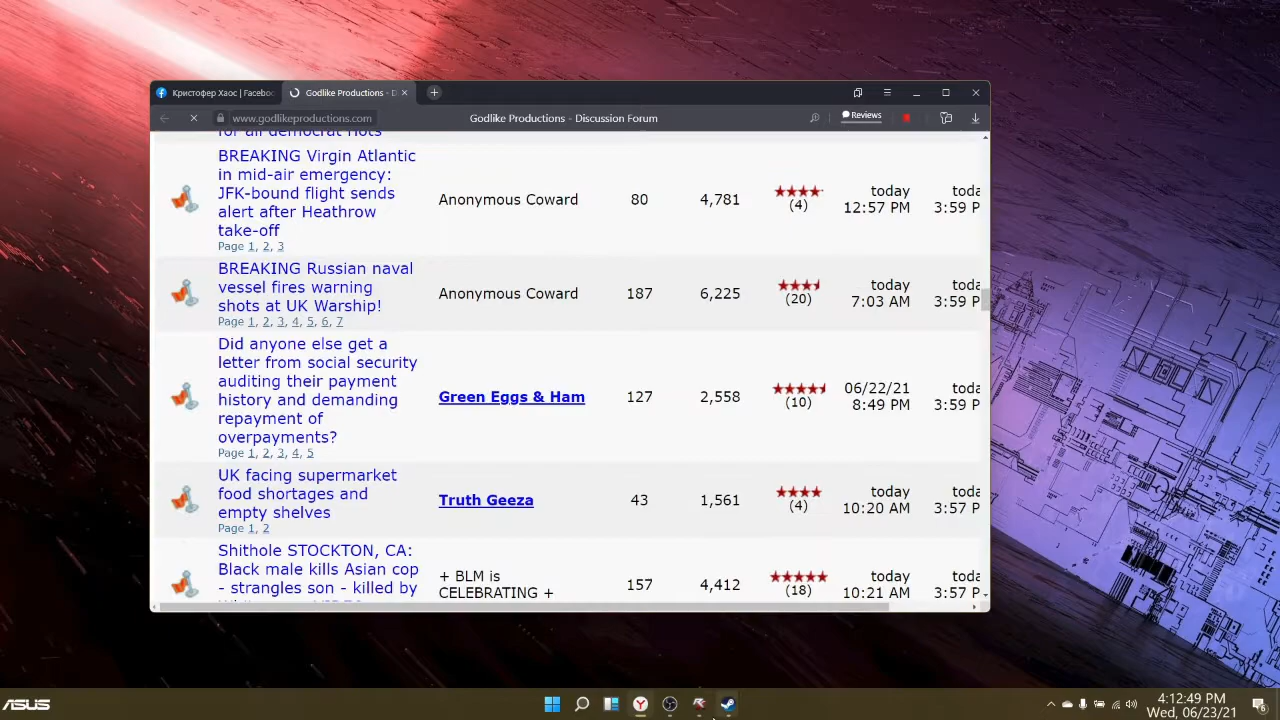 Кристофер Хаос | Faceboo
Godlike Productions - D
www.godlikeproductions.com
Godlike Productions - Discussion Forum
Reviews
for all democrat riots
BREAKING Virgin Atlantic
in mid-air emergency:
JFK-bound flight sends
alert after Heathrow
take-off
Page 1, 2, 3
Anonymous Coward
80
4,781
(4)
today
12:57 PM
toda
3:59 P
BREAKING Russian naval
vessel fires warning
shots at UK Warship!
Page 1, 2, 3, 4, 5, 6, 7
Anonymous Coward
187
6,225
(20)
today
7:03 AM
toda
3:59 P
Did anyone else get a
letter from social security
auditing their payment
history and demanding
repayment of
overpayments?
Page 1, 2, 3, 4, 5
Green Eggs & Ham
127
2,558
(10)
06/22/21
8:49 PM
toda
3:59 P
UK facing supermarket
food shortages and
empty shelves
Page 1, 2
Truth Geeza
43
1,561
(4)
today
10:20 AM
toda
3:57 P
Shithole STOCKTON, CA:
Black male kills Asian cop
- strangles son - killed by
+ BLM is
CELEBRATING +
157
4,412
(18)
today
10:21 AM
toda
3:57 P
ASUS
4:12:49 PM
Wed, 06/23/21
6